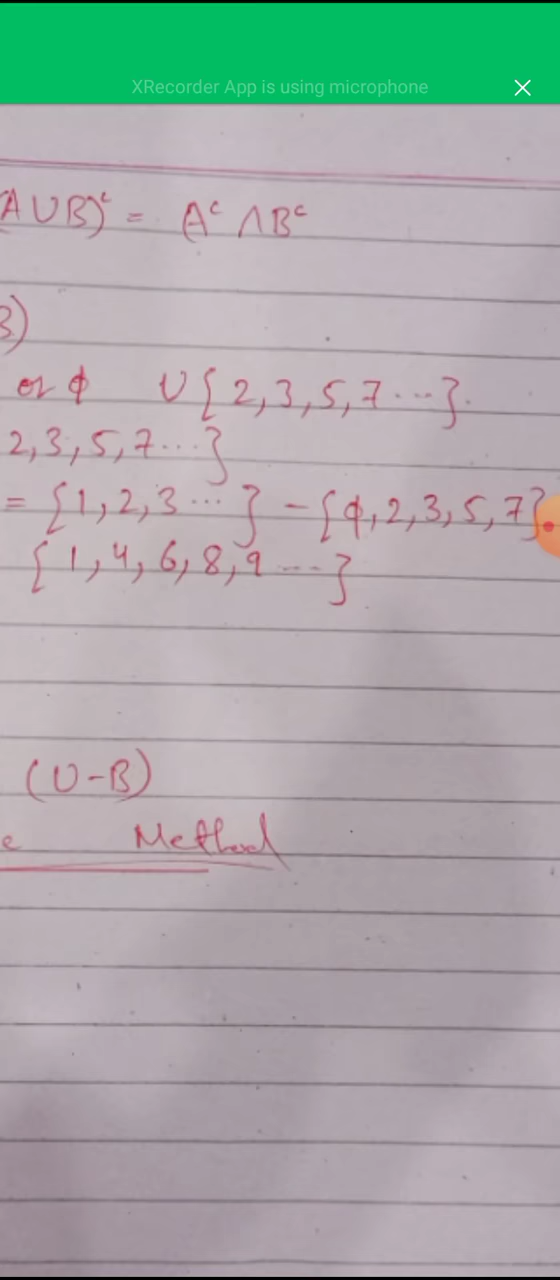 XRecorder App is using microphone
(A∪B)ᶜ = Aᶜ ∩ Bᶜ
B)
or ϕ ∪ { 2, 3, 5, 7 ... }.
2, 3, 5, 7 ... }
= { 1, 2, 3 ... } - { ϕ, 2, 3, 5, 7 }
{ 1, 4, 6, 8, 9 ... }
(U-B)
e Method